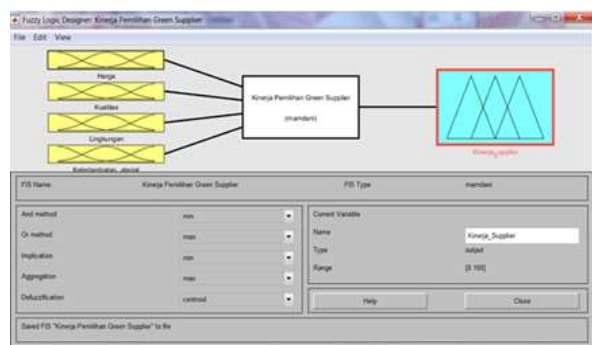 Fuzzy Logic Designer: Kinerja Pemilihan Green Supplier
File Edit View
Harga
Kualitas
Lingkungan
Kinerja Pemilihan Green Supplier
(mamdani)
FIS Name: Kinerja Pemilihan Green Supplier FIS Type mamdani
And method min
Or method max
Implication min
Aggregation max
Defuzzification centroid
Current Variable
Name Kinerja_Supplier
Type output
Range [0 100]
Help Close
Saved FIS "Kinerja Pemilihan Green Supplier" to file